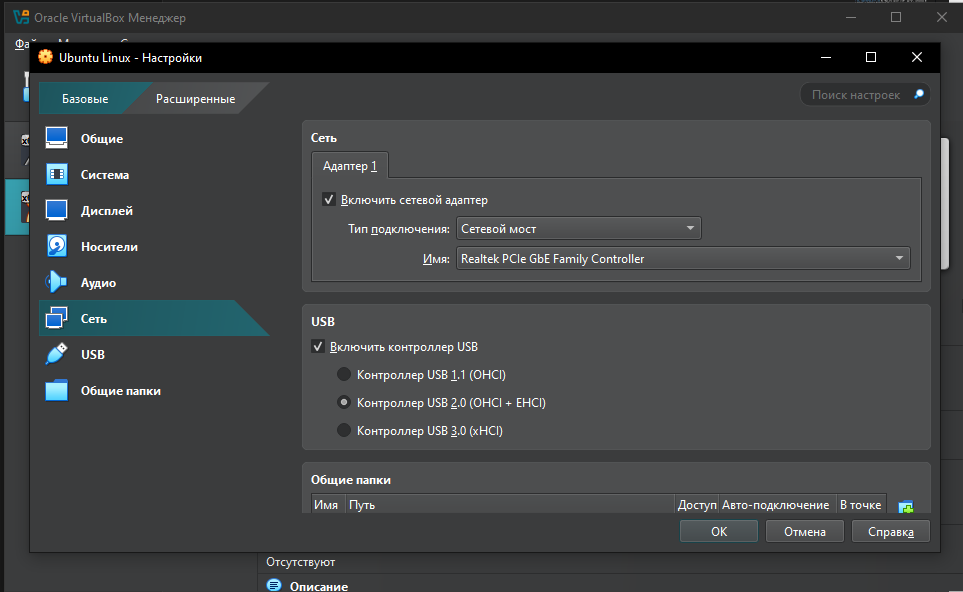 Oracle VirtualBox Менеджер
Ubuntu Linux - Настройки
Базовые
Расширенные
Поиск настроек
Общие
Система
Дисплей
Носители
Аудио
Сеть
USB
Общие папки
Сеть
Адаптер 1
Включить сетевой адаптер
Тип подключения: Сетевой мост
Имя: Realtek PCIe GbE Family Controller
USB
Включить контроллер USB
Контроллер USB 1.1 (OHCI)
Контроллер USB 2.0 (OHCI + EHCI)
Контроллер USB 3.0 (xHCI)
Общие папки
Имя Путь Доступ Авто-подключение В точке
OK Отмена Справка
Отсутствуют
Описание